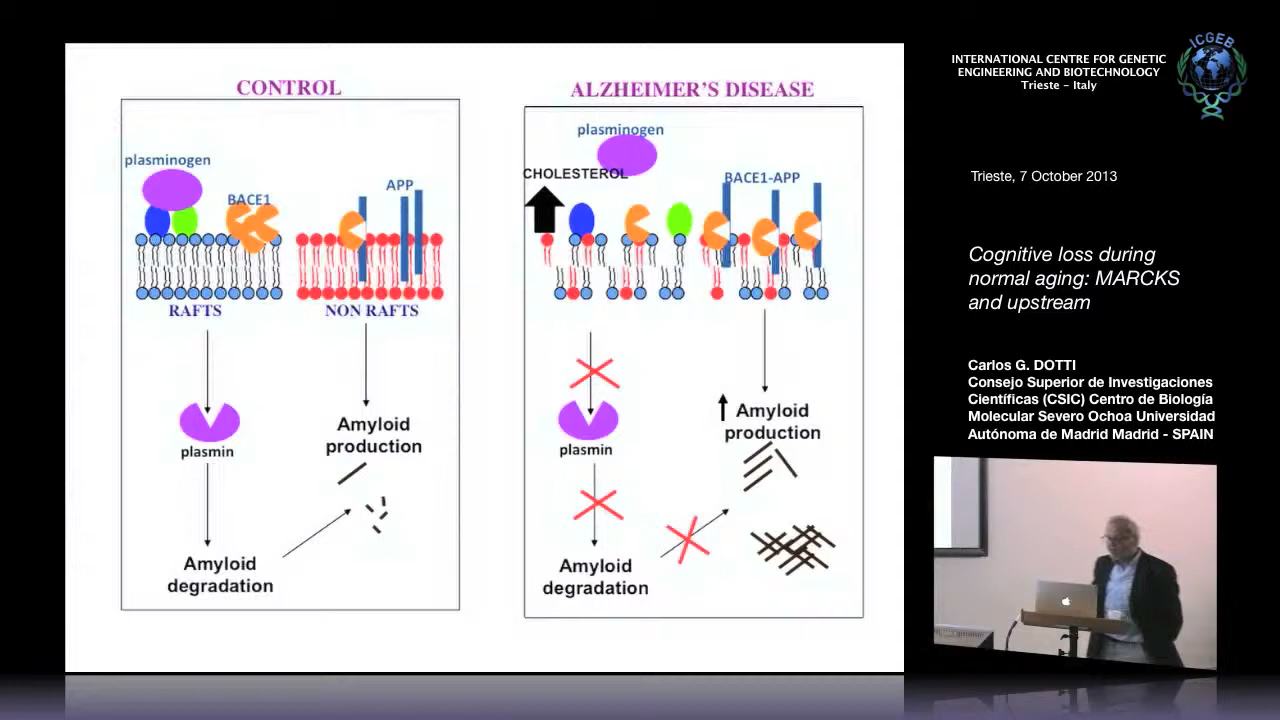 CONTROL
plasminogen
BACE1
APP
RAFTS
NON RAFTS
plasmin
Amyloid
production
Amyloid
degradation
ALZHEIMER'S DISEASE
plasminogen
CHOLESTEROL
BACE1-APP
plasmin
Amyloid
production
Amyloid
degradation
INTERNATIONAL CENTRE FOR GENETIC
ENGINEERING AND BIOTECHNOLOGY
Trieste - Italy
ICGEB
Trieste, 7 October 2013
Cognitive loss during
normal aging: MARCKS
and upstream
Carlos G. DOTTI
Consejo Superior de Investigaciones
Científicas (CSIC) Centro de Biología
Molecular Severo Ochoa Universidad
Autónoma de Madrid Madrid - SPAIN